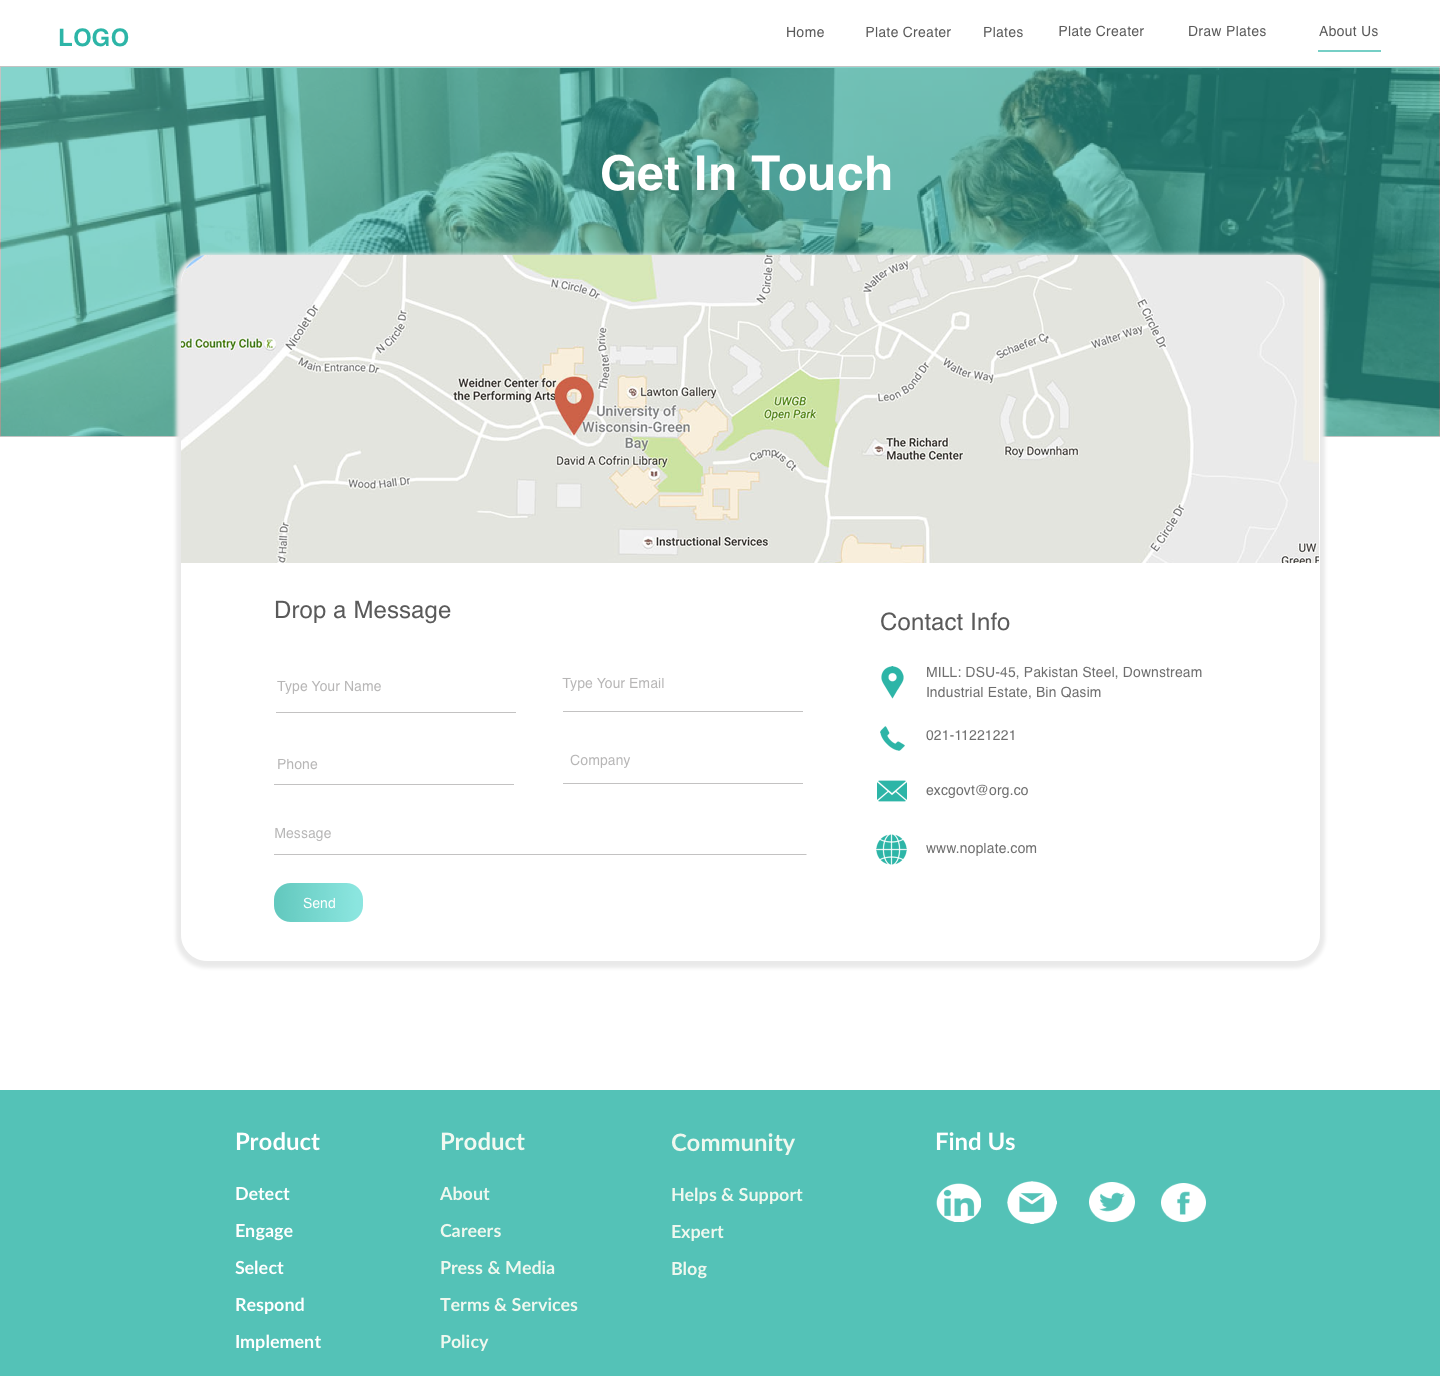 LOGO
Home
Plate Creater
Plates
Plate Creater
Draw Plates
About Us
Get In Touch
N Circle Dr
N Circle Dr
Walter Way
Nicolet Dr
N Circle Dr
E Circle Dr
od Country Club
Main Entrance Dr
Theater Drive
Schaefer Ct
Walter Way
Walter Way
Leon Bond Dr
Weidner Center for
the Performing Arts
Lawton Gallery
University of
Wisconsin-Green
Bay
UWGB
Open Park
David A Cofrin Library
Campus Ct
The Richard
Mauthe Center
Roy Downham
Wood Hall Dr
d Hall Dr
Instructional Services
E Circle Dr
UW
Green
Drop a Message
Type Your Name
Type Your Email
Phone
Company
Message
Send
Contact Info
MILL: DSU-45, Pakistan Steel, Downstream
Industrial Estate, Bin Qasim
021-11221221
excgovt@org.co
www.noplate.com
Product
Detect
Engage
Select
Respond
Implement
Product
About
Careers
Press & Media
Terms & Services
Policy
Community
Helps & Support
Expert
Blog
Find Us
in
f